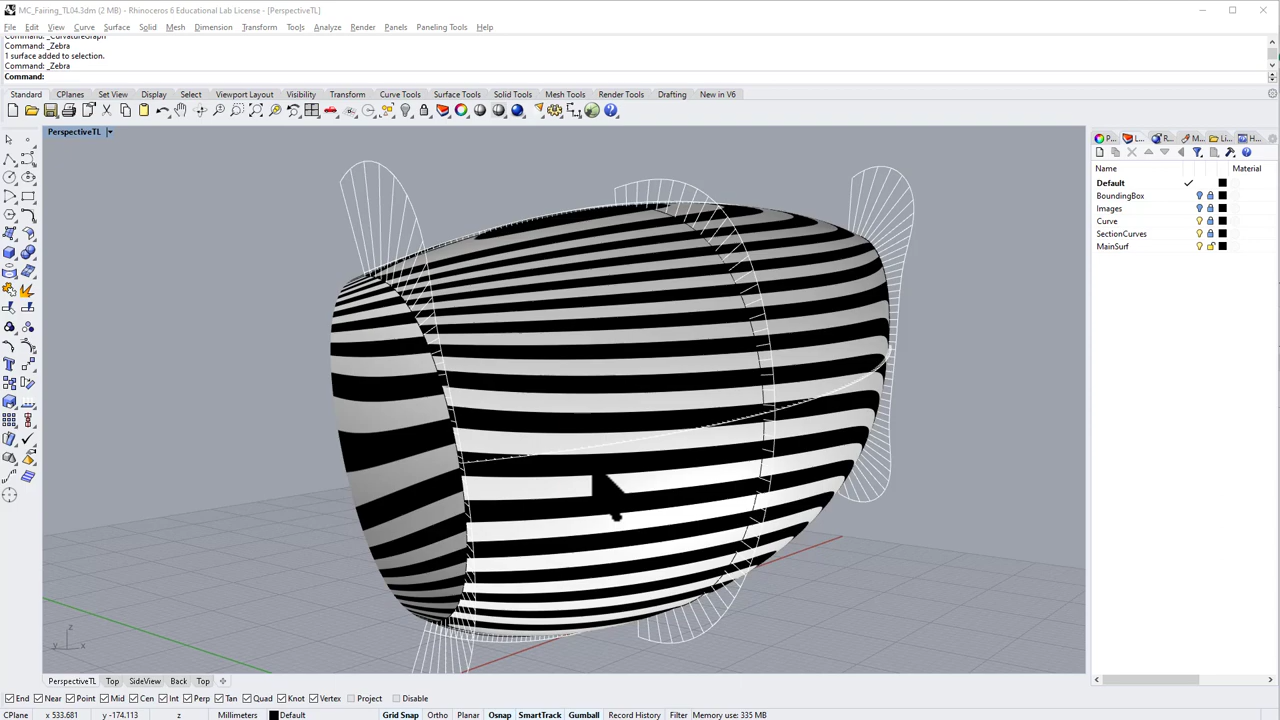 MC_Fairing_TL04.3dm (2 MB) - Rhinoceros 6 Educational Lab License - [PerspectiveTL]
File Edit View Curve Surface Solid Mesh Dimension Transform Tools Analyze Render Panels Paneling Tools Help
Command: _CurvatureGraph
Command: _Zebra
1 surface added to selection.
Command: _Zebra
Command:
Standard CPlanes Set View Display Select Viewport Layout Visibility Transform Curve Tools Surface Tools Solid Tools Mesh Tools Render Tools Drafting New in V6
PerspectiveTL
P... L... R... M... Li... H...
Name Material
Default
BoundingBox
Images
Curve
SectionCurves
MainSurf
z
y x
PerspectiveTL Top SideView Back Top
End Near Point Mid Cen Int Perp Tan Quad Knot Vertex Project Disable
CPlane x 533.681 y -174.113 z Millimeters Default Grid Snap Ortho Planar Osnap SmartTrack Gumball Record History Filter Memory use: 335 MB